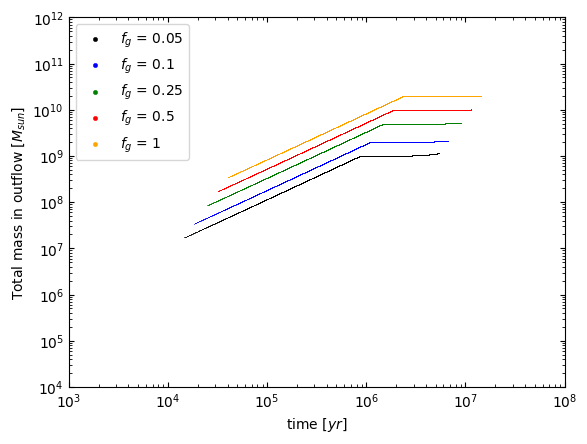 10^12
10^11
10^10
10^9
10^8
10^7
10^6
10^5
10^4
Total mass in outflow [M_sun]
f_g = 0.05
f_g = 0.1
f_g = 0.25
f_g = 0.5
f_g = 1
10^3 10^4 10^5 10^6 10^7 10^8
time [yr]